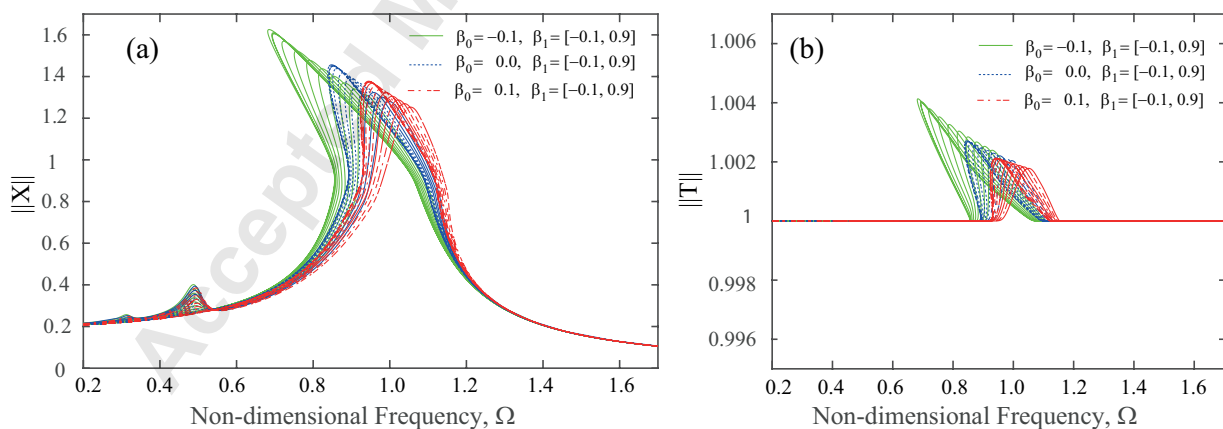 (a)
β0= −0.1, β1= [-0.1, 0.9]
β0= 0.0, β1= [-0.1, 0.9]
β0= 0.1, β1= [-0.1, 0.9]
||X||
1.6
1.4
1.2
1
0.8
0.6
0.4
0.2
0
0.2 0.4 0.6 0.8 1.0 1.2 1.4 1.6
Non-dimensional Frequency, Ω
Accepted M
(b)
β0= −0.1, β1= [-0.1, 0.9]
β0= 0.0, β1= [-0.1, 0.9]
β0= 0.1, β1= [-0.1, 0.9]
||T||
1.006
1.004
1.002
1
0.998
0.996
0.2 0.4 0.6 0.8 1.0 1.2 1.4 1.6
Non-dimensional Frequency, Ω